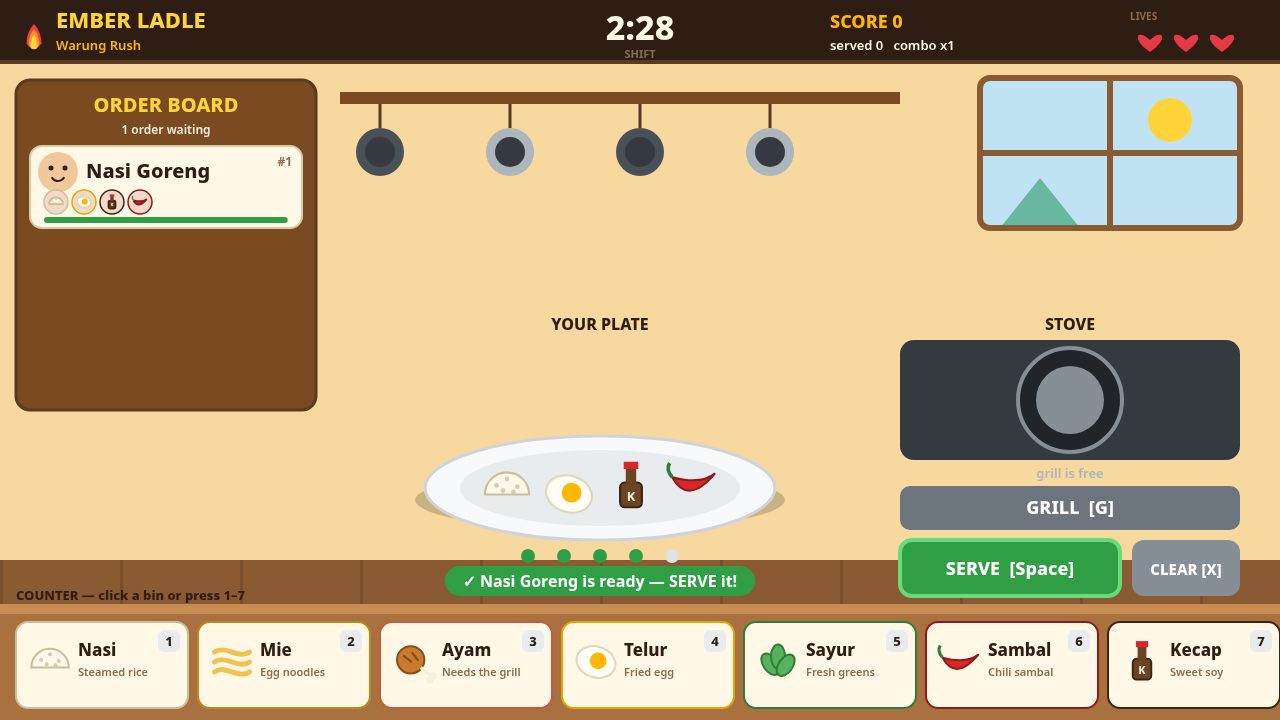 EMBER LADLE
Warung Rush
2:28
SHIFT
SCORE 0
served 0 combo x1
LIVES
ORDER BOARD
1 order waiting
Nasi Goreng
#1
K
YOUR PLATE
STOVE
K
grill is free
GRILL [G]
SERVE [Space]
CLEAR [X]
✓ Nasi Goreng is ready — SERVE it!
COUNTER — click a bin or press 1–7
Nasi
1
Steamed rice
Mie
2
Egg noodles
Ayam
3
Needs the grill
Telur
4
Fried egg
Sayur
5
Fresh greens
Sambal
6
Chili sambal
K
Kecap
7
Sweet soy